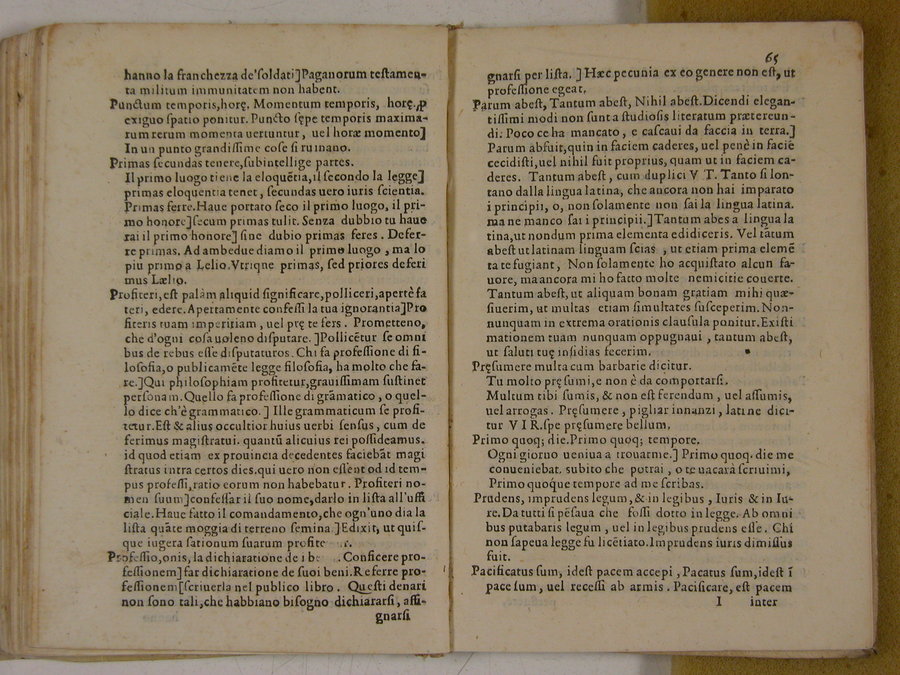 hanno la franchezza de'ſoldati]Paganorum teſtamen-
ta militum immunitatem non habent.
Punctum temporis,horę. Momentum temporis, horę.
exiguo ſpatio ponitur. Puncto ſępe temporis maxima-
rum rerum momenta uertuntur, uel horæ momento]
In un punto grandiſſime coſe ſi ruinano.
Primas ſecundas tenere,ſubintellige partes.
Il primo luogo tiene la eloquẽtia,il ſecondo la legge]
primas eloquentia tenet, ſecundas uero iuris ſcientia.
Primas ferre.Haue portato ſeco il primo luogo, il pri-
mo honore]ſecum primas tulit. Senza dubbio tu haue
rai il primo honore] ſine dubio primas feres. Defer-
re primas. Ad ambedue diamo il primo luogo, ma lo
piu primo a Lelio.Vtrique primas, ſed priores deferi
mus Lælio.
Profiteri,eſt palàm aliquid ſignificare,polliceri,apertè fa
teri, edere. Apertamente confeſſi la tua ignorantia]Pro
fiteris tuam imperitiam, uel prę te fers. Prometteno,
che d'ogni coſa uoleno diſputare. ]Pollicẽtur ſe omni
bus de rebus eſſe diſputaturos. Chi fa profeſſione di fi-
loſofia,o publicamẽte legge filoſofia, ha molto che fa-
re.]Qui philoſophiam profitetur,grauiſſimam ſuſtinet
perſonam. Quello fa profeſſione di grãmatico, o quel-
lo dice ch'è grammatico. ] Ille grammaticum ſe profi-
tetur.Eſt & alius occultior huius uerbi ſenſus, cum de
ferimus magiſtratui. quantũ alicuius rei poſſideamus.
id quod etiam ex prouincia decedentes faciebãt magi
ſtratus intra certos dies.qui uero non eſſent od id tem-
pus profeſſi,ratio eorum non habebatur. Profiteri no-
men ſuum]confeſſar il ſuo nome,darlo in liſta all'uffi
ciale. Haue fatto il comandamento,che ogn'uno dia la
liſta quãte moggia di terreno ſemina.]Edixit, ut quiſ-
que iugera ſationum ſuarum
Profeſſio,onis, la dichiaratione de Conficere pro-
feſſionem]far dichiaratione de ſuoi beni.Referre pro-
feſſionem[ſcriuerla nel publico libro. Queſti denari
non ſono tali,che habbiano biſogno dichiararſi, aſſi-
gnarſi
65
gnarſi per liſta. ] Hæc pecunia ex eo genere non eſt, ut
profeſſione egeat.
Parum abeſt, Tantum abeſt, Nihil abeſt.Dicendi elegan-
tiſſimi modi non ſunt a ſtudioſis literatum prætereun-
di: Poco ce ha mancato, e caſcaui da faccia in terra.]
Parum abfuit,quin in faciem caderes, uel penè in faciẽ
cecidiſti,uel nihil fuit proprius, quam ut in faciem ca-
deres. Tantum abeſt, cum duplici V T. Tanto ſi lon-
tano dalla lingua latina, che ancora non hai imparato
i principii, o, non ſolamente non ſai la lingua latina.
ma ne manco ſai i principii.]Tantum abes a lingua la
tina,ut nondum prima elementa edidiceris. Vel tãtum
abeſt ut latinam linguam ſcias, ut etiam prima elemẽ
ta te fugiant, Non ſolamente ho acquiſtato alcun fa-
uore, ma ancora mi ho fatto molte nemicitie couerte.
Tantum abeſt, ut aliquam bonam gratiam mihi quæ-
ſiuerim, ut multas etiam ſimultates ſuſceperim. Non-
nunquam in extrema orationis clauſula ponitur. Exiſti
mationem tuam nunquam oppugnaui, tantum abeſt,
ut ſaluti tuę inſidias fecerim.
Pręſumere multa cum barbarie dicitur.
Tu molto pręſumi,e non è da comportarſi.
Multum tibi ſumis, & non eſt ferendum, uel aſſumis,
uel arrogas. Pręſumere, pigliar innanzi, latine dici-
tur V I R.ſpe pręſumere bellum.
Primo quoq; die.Primo quoq; tempore.
Ogni giorno ueniua a trouarme.] Primo quoq. die me
conueniebat. ſubito che potrai, o te uacarà ſcriuimi,
Primo quoque tempore ad me ſcribas.
Prudens, imprudens legum, & in legibus, Iuris & in Iu-
re. Da tutti ſi pẽſaua che foſſi dotto in legge. Ab omni
bus putabaris legum, uel in legibus prudens eſſe. Chi
non ſapeua legge fu licẽtiato.Imprudens iuris dimiſſus
fuit.
Pacificatus ſum, ideſt pacem accepi, Pacatus ſum,ideſt ĩ
pace ſum, uel receſſi ab armis. Pacificare, eſt pacem
I inter